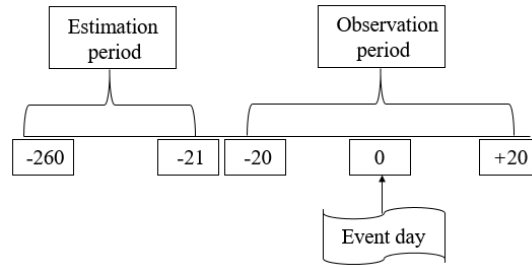 Estimation
period
Observation
period
-260
-21
-20
0
+20
Event day